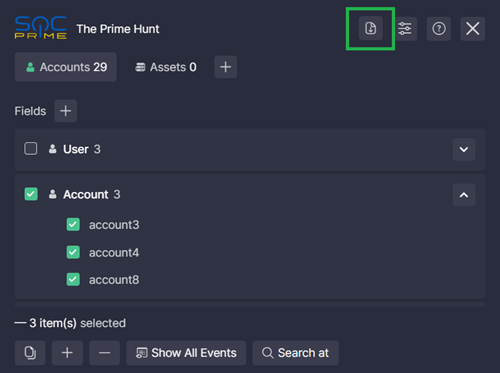 SOC
PRIME
The Prime Hunt
Accounts 29
Assets 0
Fields
User 3
Account 3
account3
account4
account8
— 3 item(s) selected
Show All Events
Search at